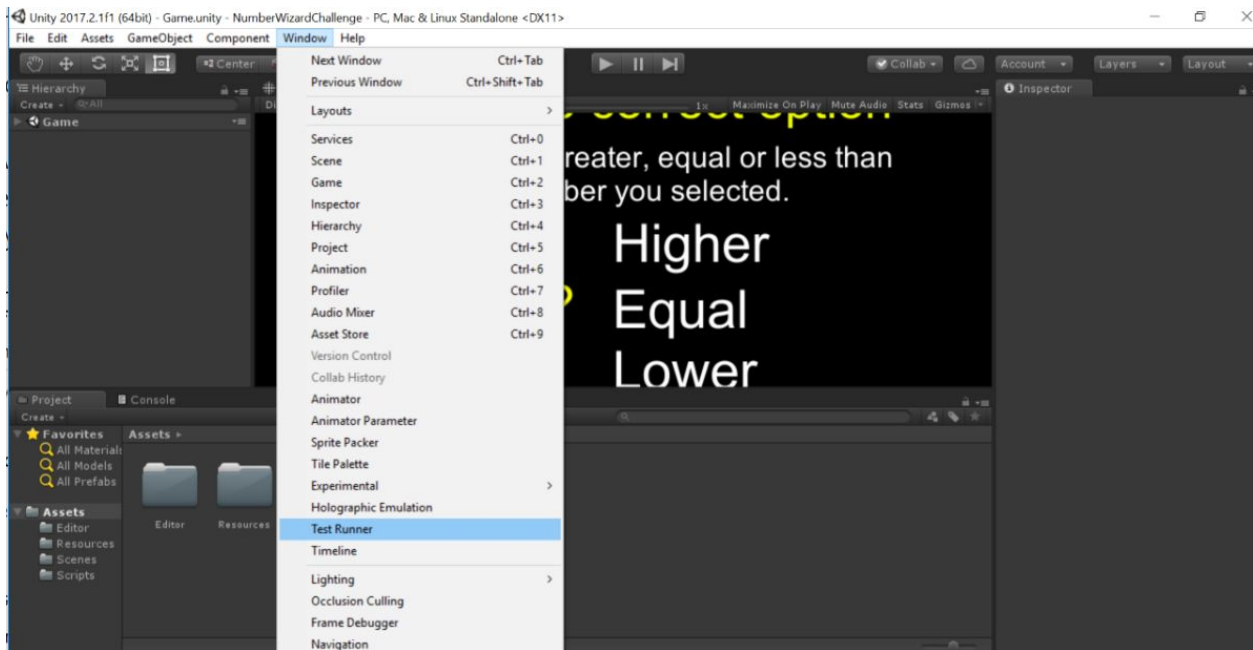 Unity 2017.2.1f1 (64bit) - Game.unity - NumberWizardChallenge - PC, Mac & Linux Standalone <DX11>
File Edit Assets GameObject Component Window Help
Center
Collab
Account
Layers
Layout
Hierarchy
Create
All
Game
1x Maximize On Play Mute Audio Stats Gizmos
Inspector
Next Window Ctrl+Tab
Previous Window Ctrl+Shift+Tab
Layouts
Services Ctrl+0
Scene Ctrl+1
Game Ctrl+2
Inspector Ctrl+3
Hierarchy Ctrl+4
Project Ctrl+5
Animation Ctrl+6
Profiler Ctrl+7
Audio Mixer Ctrl+8
Asset Store Ctrl+9
Version Control
Collab History
Animator
Animator Parameter
Sprite Packer
Tile Palette
Experimental
Holographic Emulation
Test Runner
Timeline
Lighting
Occlusion Culling
Frame Debugger
Navigation
correct option
reater, equal or less than
ber you selected.
Higher
? Equal
Lower
Project Console
Create
Favorites
All Materials
All Models
All Prefabs
Assets
Editor
Resources
Scenes
Scripts
Assets
Editor Resources